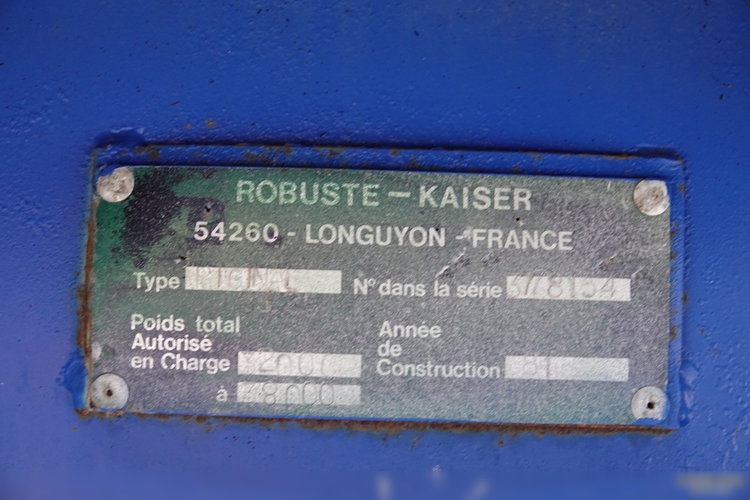 ROBUSTE — KAISER
54260 - LONGUYON - FRANCE
Type
N° dans la série
Poids total
Autorisé
en Charge
à
Année
de
Construction